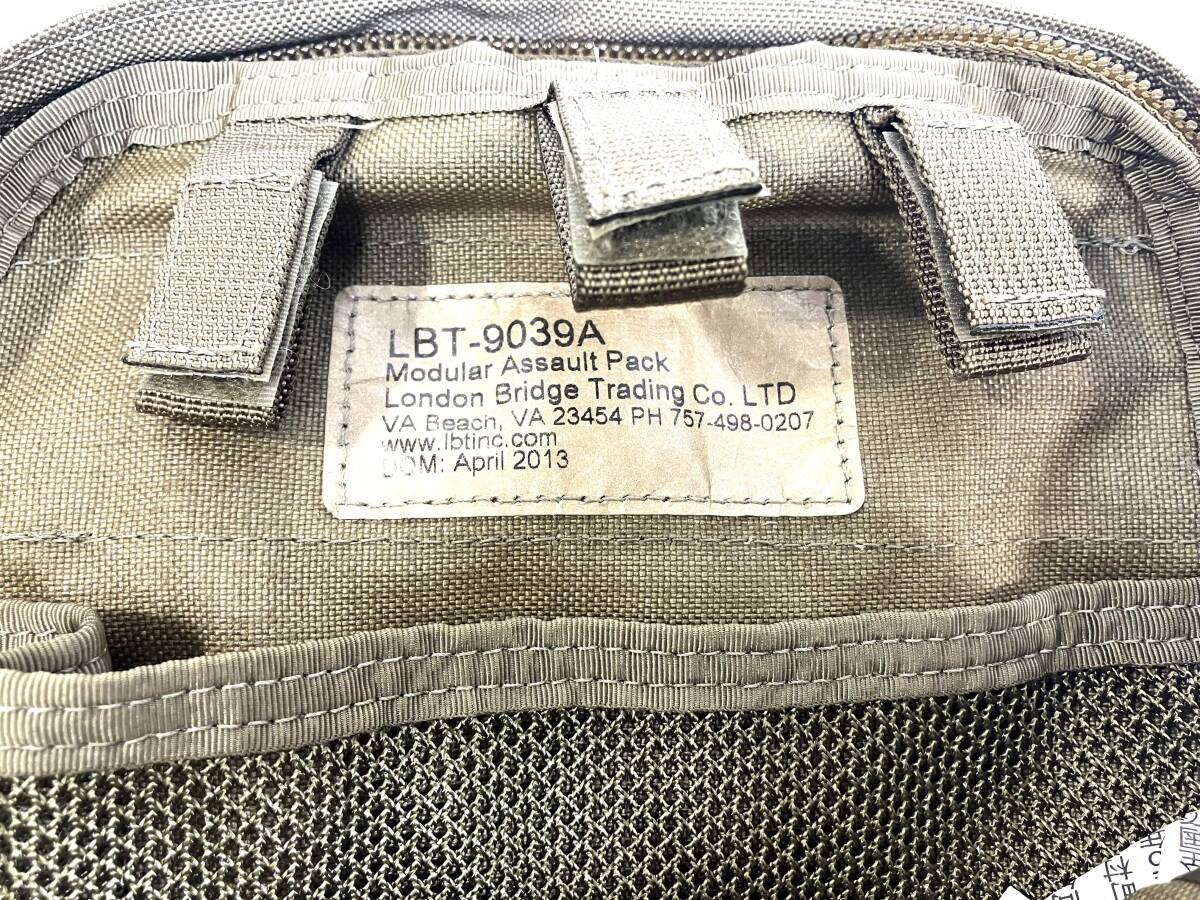 LBT-9039A
Modular Assault Pack
London Bridge Trading Co. LTD
VA Beach, VA 23454 PH 757-498-0207
www.lbtinc.com
DOM: April 2013